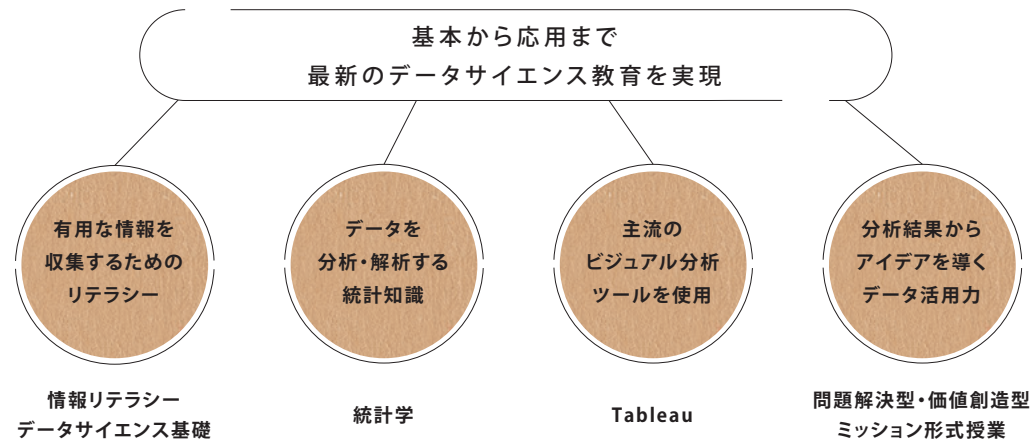 基本から応用まで
最新のデータサイエンス教育を実現
有用な情報を
収集するための
リテラシー
データを
分析・解析する
統計知識
主流の
ビジュアル分析
ツールを使用
分析結果から
アイデアを導く
データ活用力
情報リテラシー
データサイエンス基礎
統計学
Tableau
問題解決型・価値創造型
ミッション形式授業